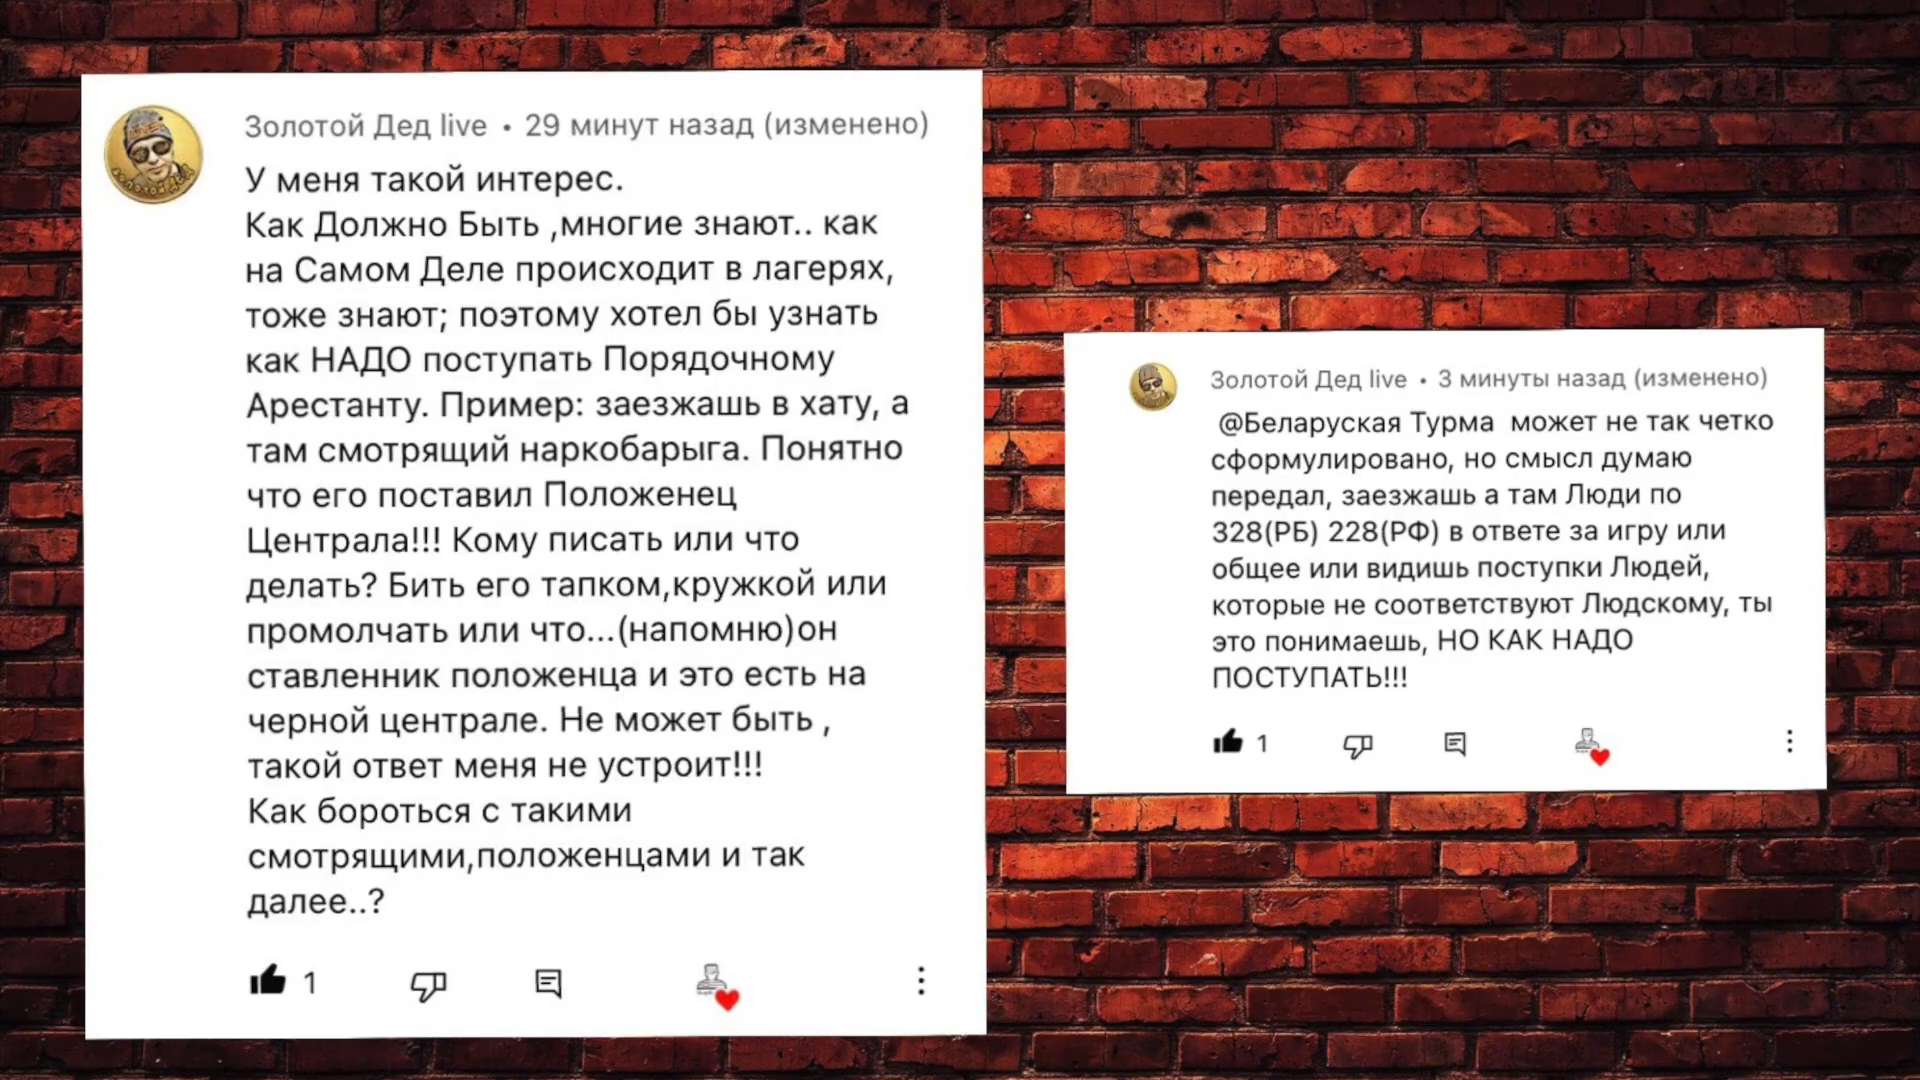 Золотой Дед live • 29 минут назад (изменено)
У меня такой интерес.
Как Должно Быть ,многие знают.. как
на Самом Деле происходит в лагерях,
тоже знают; поэтому хотел бы узнать
как НАДО поступать Порядочному
Арестанту. Пример: заезжашь в хату, а
там смотрящий наркобарыга. Понятно
что его поставил Положенец
Централа!!! Кому писать или что
делать? Бить его тапком,кружкой или
промолчать или что...(напомню)он
ставленник положенца и это есть на
черной централе. Не может быть ,
такой ответ меня не устроит!!!
Как бороться с такими
смотрящими,положенцами и так
далее..?
1
Золотой Дед live • 3 минуты назад (изменено)
@Беларуская Турма может не так четко
сформулировано, но смысл думаю
передал, заезжашь а там Люди по
328(РБ) 228(РФ) в ответе за игру или
общее или видишь поступки Людей,
которые не соответствуют Людскому, ты
это понимаешь, НО КАК НАДО
ПОСТУПАТЬ!!!
1